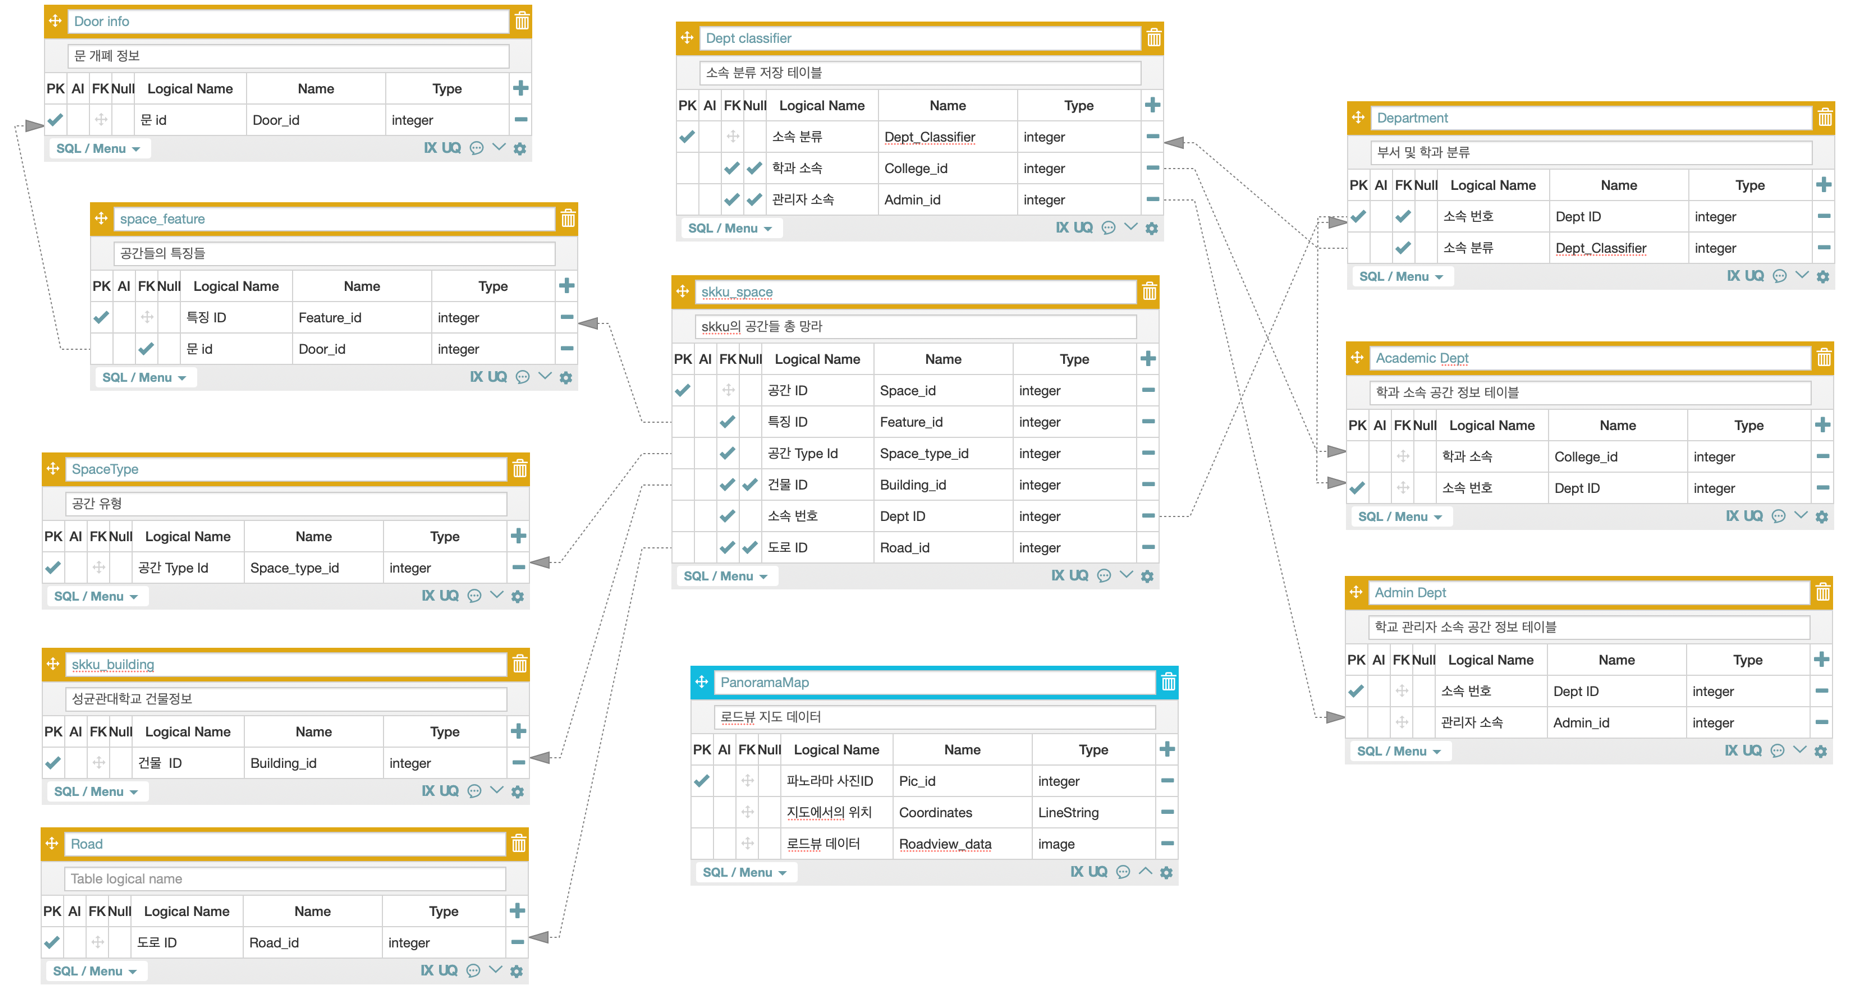 Door info
문 개폐 정보
PK AI FK Null Logical Name Name Type
문 id Door_id integer
SQL / Menu IX UQ
space_feature
공간들의 특징들
PK AI FK Null Logical Name Name Type
특징 ID Feature_id integer
문 id Door_id integer
SQL / Menu IX UQ
SpaceType
공간 유형
PK AI FK Null Logical Name Name Type
공간 Type Id Space_type_id integer
SQL / Menu IX UQ
skku_building
성균관대학교 건물정보
PK AI FK Null Logical Name Name Type
건물 ID Building_id integer
SQL / Menu IX UQ
Road
Table logical name
PK AI FK Null Logical Name Name Type
도로 ID Road_id integer
SQL / Menu IX UQ
Dept classifier
소속 분류 저장 테이블
PK AI FK Null Logical Name Name Type
소속 분류 Dept_Classifier integer
학과 소속 College_id integer
관리자 소속 Admin_id integer
SQL / Menu IX UQ
skku_space
skku의 공간들 총 망라
PK AI FK Null Logical Name Name Type
공간 ID Space_id integer
특징 ID Feature_id integer
공간 Type Id Space_type_id integer
건물 ID Building_id integer
소속 번호 Dept ID integer
도로 ID Road_id integer
SQL / Menu IX UQ
PanoramaMap
로드뷰 지도 데이터
PK AI FK Null Logical Name Name Type
파노라마 사진ID Pic_id integer
지도에서의 위치 Coordinates LineString
로드뷰 데이터 Roadview_data image
SQL / Menu IX UQ
Department
부서 및 학과 분류
PK AI FK Null Logical Name Name Type
소속 번호 Dept ID integer
소속 분류 Dept_Classifier integer
SQL / Menu IX UQ
Academic Dept
학과 소속 공간 정보 테이블
PK AI FK Null Logical Name Name Type
학과 소속 College_id integer
소속 번호 Dept ID integer
SQL / Menu IX UQ
Admin Dept
학교 관리자 소속 공간 정보 테이블
PK AI FK Null Logical Name Name Type
소속 번호 Dept ID integer
관리자 소속 Admin_id integer
SQL / Menu IX UQ